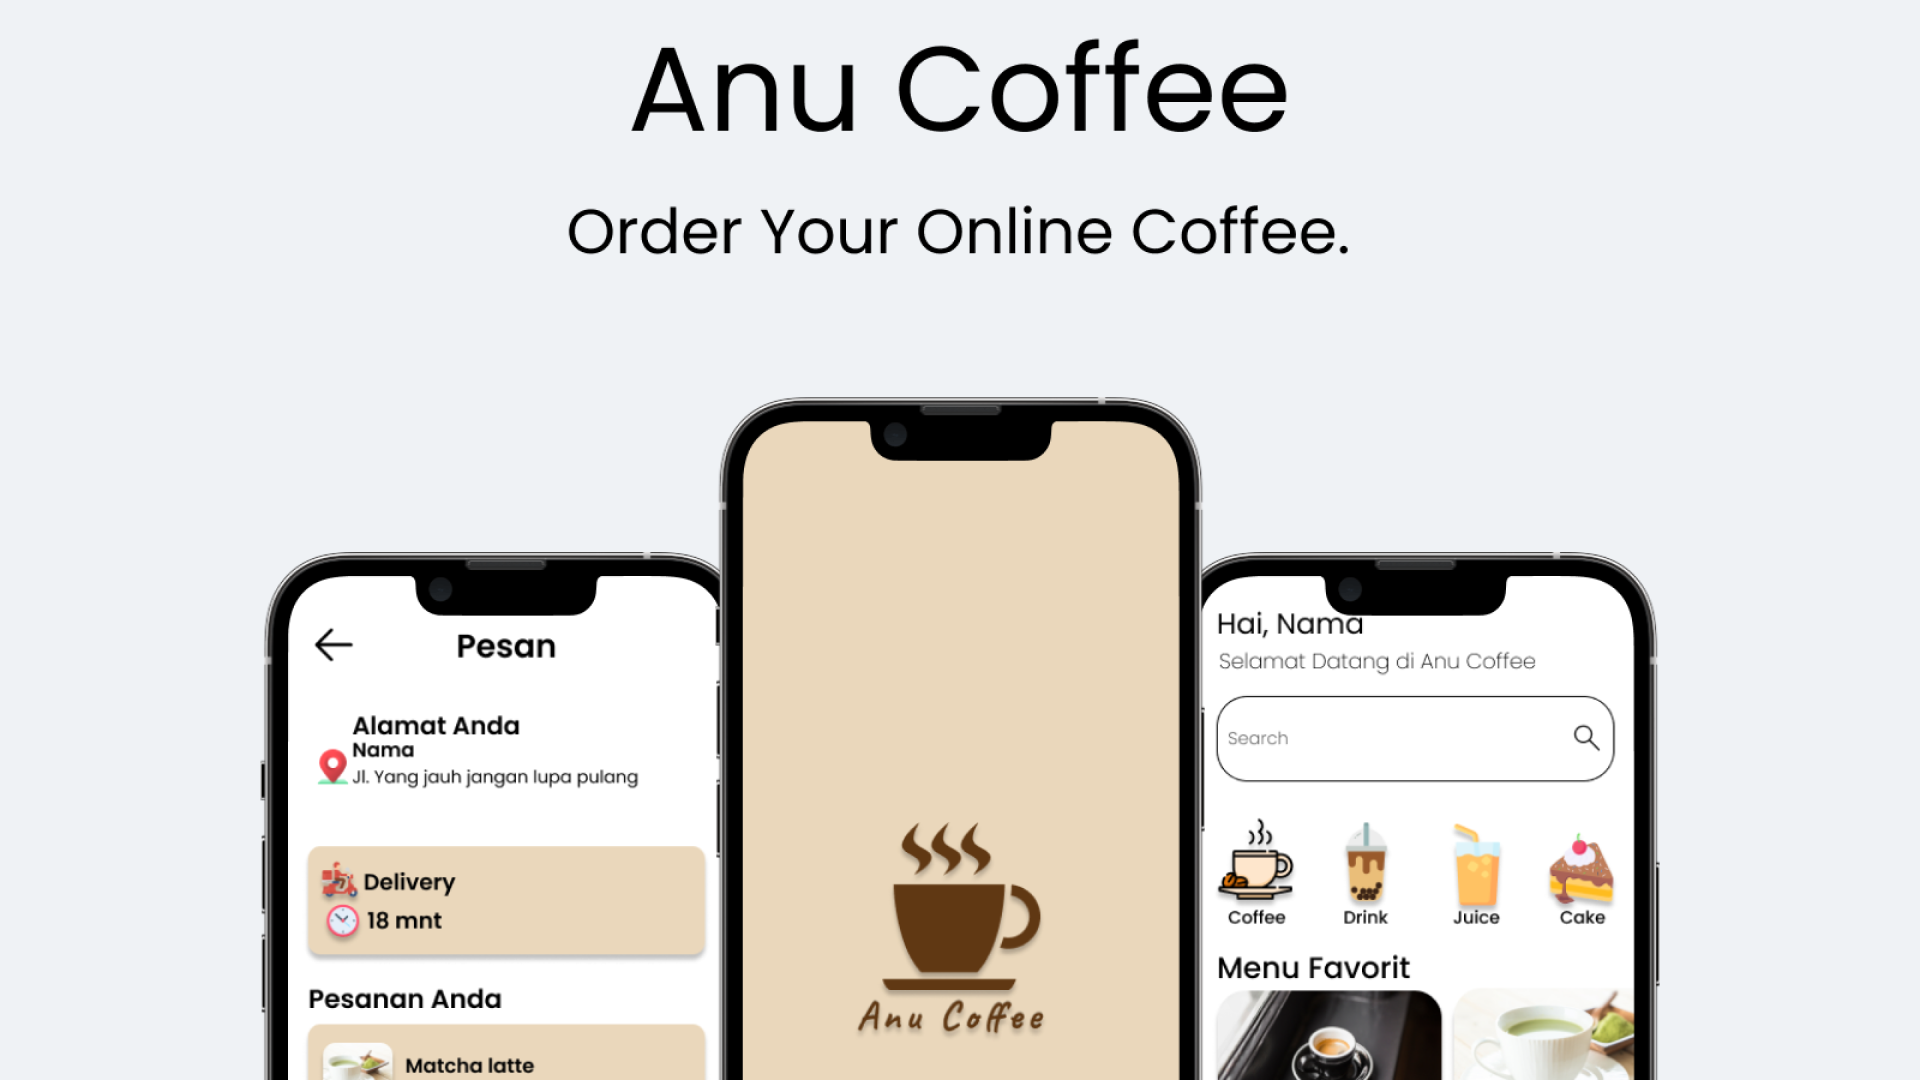 Anu Coffee
Order Your Online Coffee.
Pesan
Alamat Anda
Nama
Jl. Yang jauh jangan lupa pulang
Delivery
18 mnt
Pesanan Anda
Matcha latte
Anu Coffee
Hai, Nama
Selamat Datang di Anu Coffee
Search
Coffee
Drink
Juice
Cake
Menu Favorit